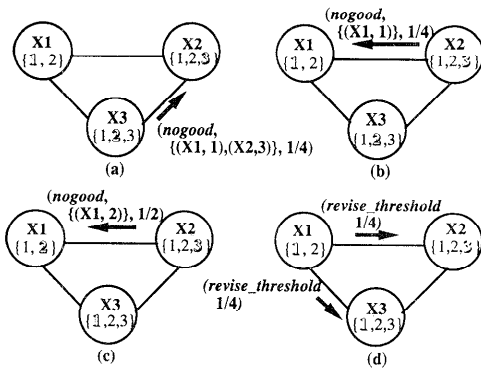 X1
{1, 2}
X2
{1,2,3}
X3
{1,2,3}
(nogood,
{(X1, 1),(X2,3)}, 1/4)
(a)
(nogood,
{(X1, 1)}, 1/4)
X1
{1, 2}
X2
{1,2,3}
X3
{1,2,3}
(b)
(nogood,
{(X1, 2)}, 1/2)
X1
{1, 2}
X2
{1,2,3}
X3
{1,2,3}
(c)
(revise_threshold
1/4)
X1
{1, 2}
X2
{1,2,3}
(revise_threshold
1/4)
X3
{1,2,3}
(d)